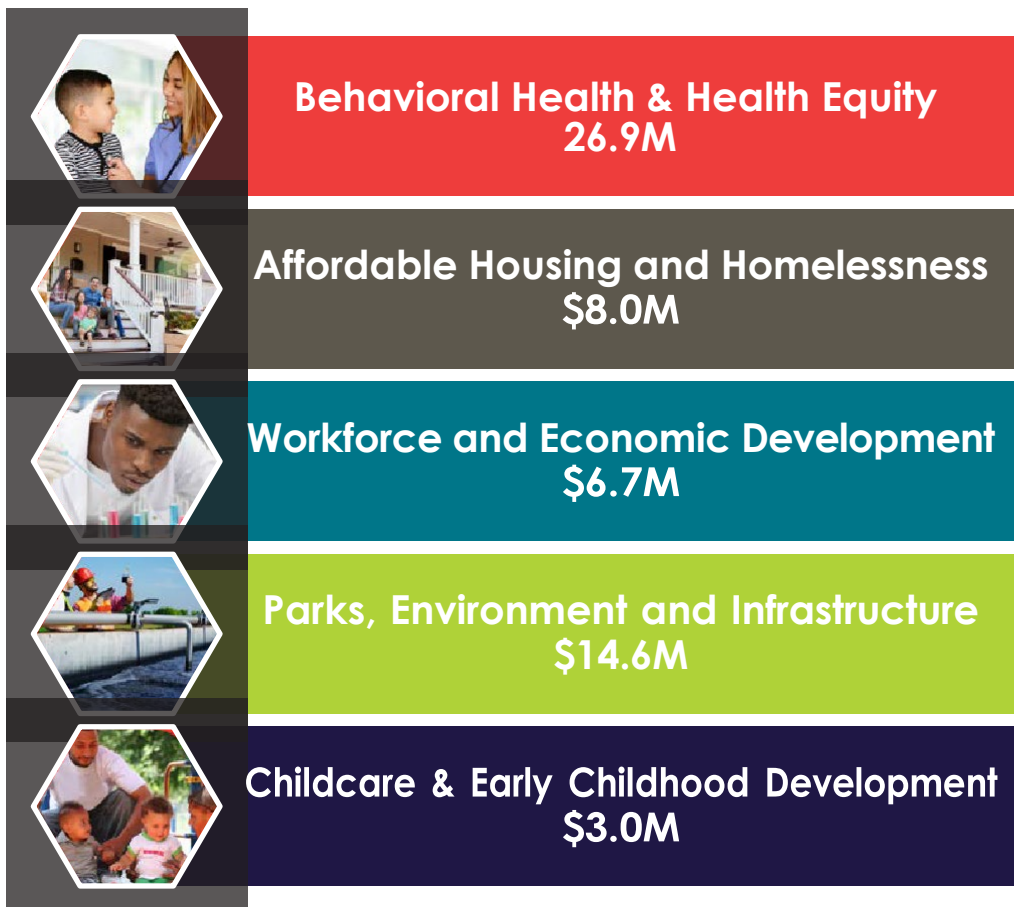 Behavioral Health & Health Equity
26.9M
Affordable Housing and Homelessness
$8.0M
Workforce and Economic Development
$6.7M
Parks, Environment and Infrastructure
$14.6M
Childcare & Early Childhood Development
$3.0M